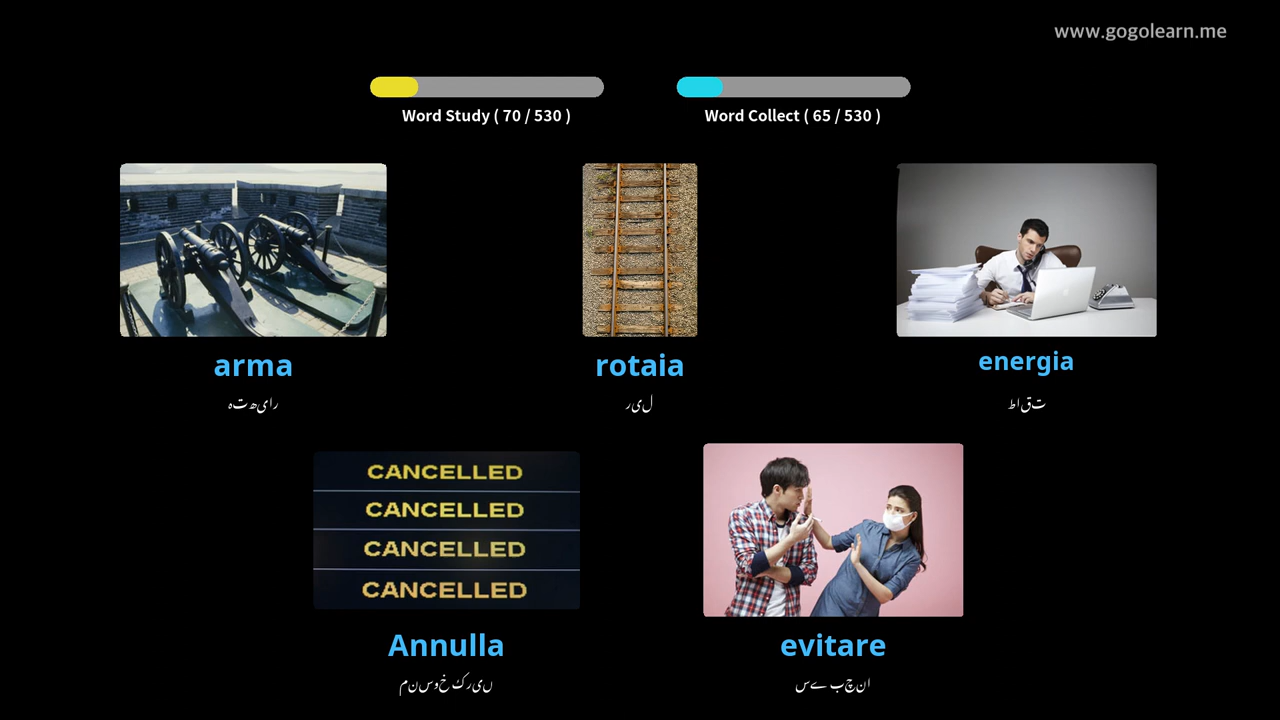 www.gogolearn.me
Word Study ( 70 / 530 )
Word Collect ( 65 / 530 )
arma
ہتھیار
rotaia
ریل
energia
طاقت
CANCELLED
CANCELLED
CANCELLED
CANCELLED
Annulla
منسوخ کریں
evitare
سے بچنا